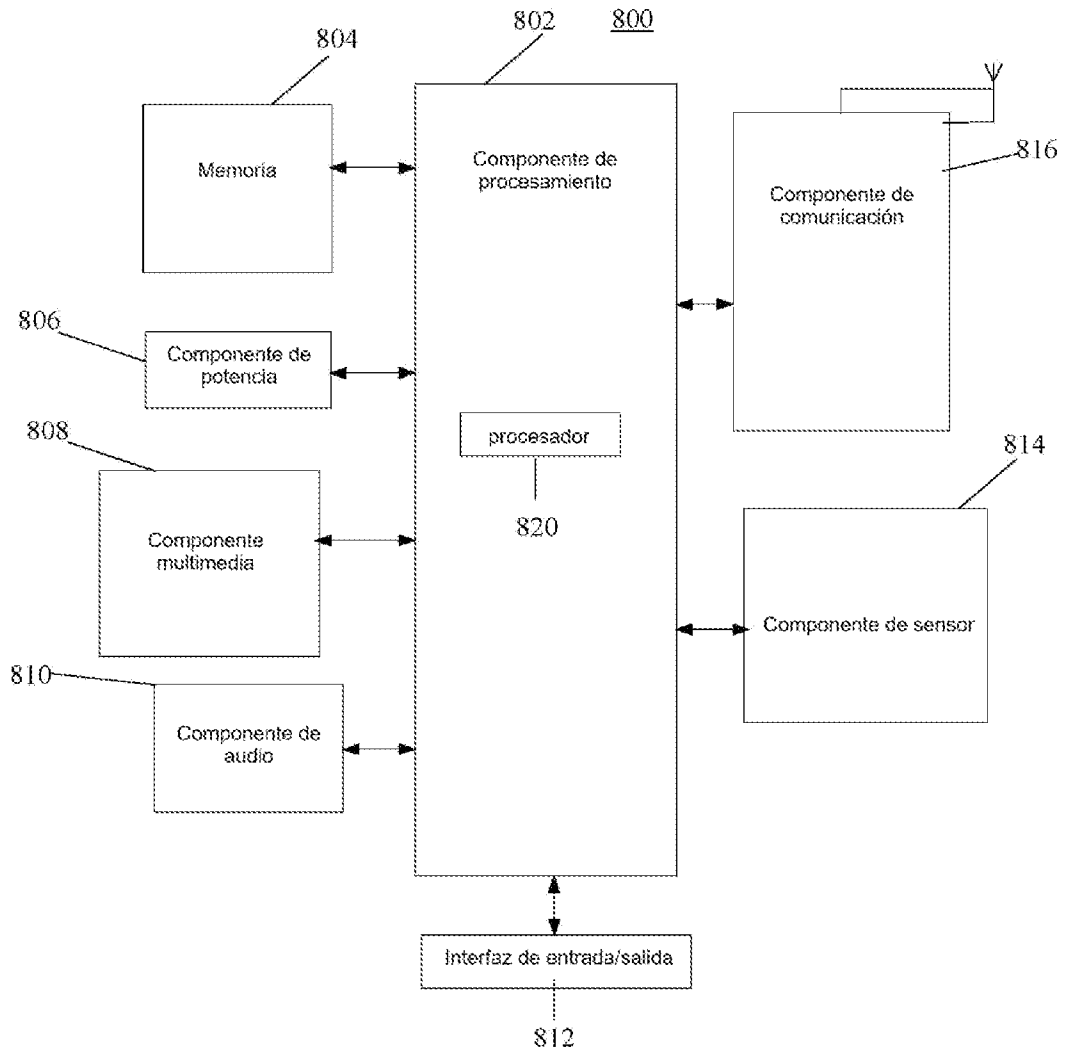 802
800
804
Memoria
Componente de
procesamiento
816
Componente de
comunicación
806
Componente de
potencia
808
procesador
820
814
Componente
multimedia
Componente de sensor
810
Componente de
audio
Interfaz de entrada/salida
812